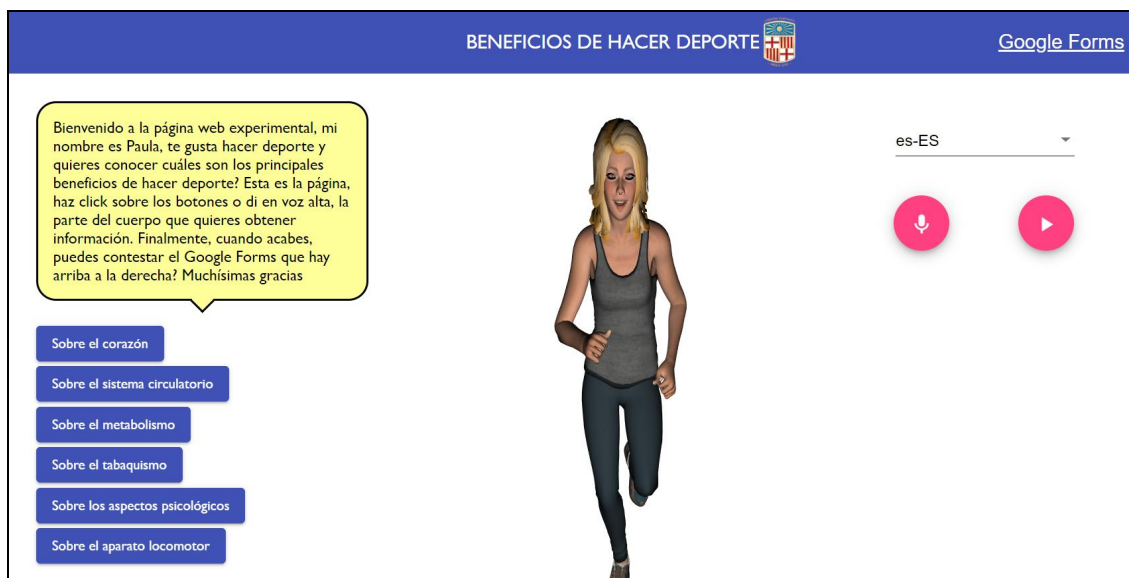 BENEFICIOS DE HACER DEPORTE
Google Forms
Bienvenido a la página web experimental, mi
nombre es Paula, te gusta hacer deporte y
quieres conocer cuáles son los principales
beneficios de hacer deporte? Esta es la página,
haz click sobre los botones o di en voz alta, la
parte del cuerpo que quieres obtener
información. Finalmente, cuando acabes,
puedes contestar el Google Forms que hay
arriba a la derecha? Muchísimas gracias
es-ES
Sobre el corazón
Sobre el sistema circulatorio
Sobre el metabolismo
Sobre el tabaquismo
Sobre los aspectos psicológicos
Sobre el aparato locomotor